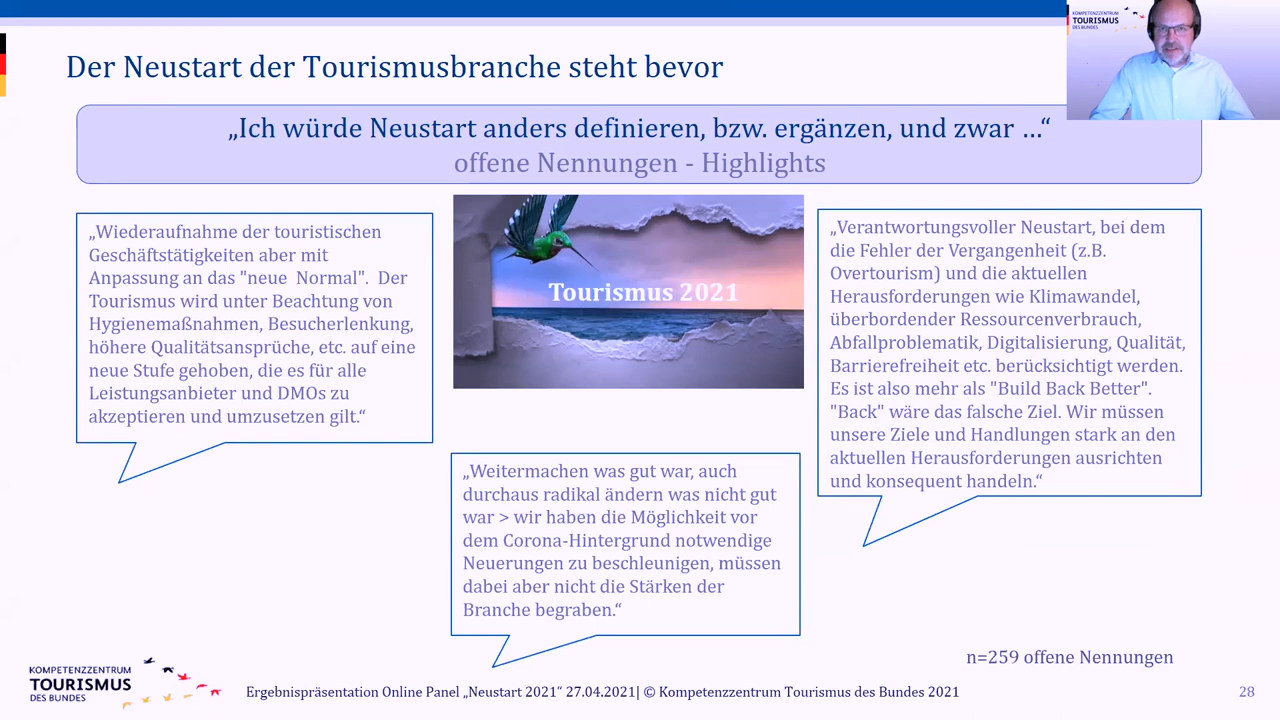 KOMPETENZZENTRUM
TOURISMUS
DES BUNDES
Der Neustart der Tourismusbranche steht bevor
„Ich würde Neustart anders definieren, bzw. ergänzen, und zwar …“
offene Nennungen - Highlights
„Wiederaufnahme der touristischen
Geschäftstätigkeiten aber mit
Anpassung an das "neue  Normal".  Der
Tourismus wird unter Beachtung von
Hygienemaßnahmen, Besucherlenkung,
höhere Qualitätsansprüche, etc. auf eine
neue Stufe gehoben, die es für alle
Leistungsanbieter und DMOs zu
akzeptieren und umzusetzen gilt.“
Tourismus 2021
„Weitermachen was gut war, auch
durchaus radikal ändern was nicht gut
war > wir haben die Möglichkeit vor
dem Corona-Hintergrund notwendige
Neuerungen zu beschleunigen, müssen
dabei aber nicht die Stärken der
Branche begraben.“
„Verantwortungsvoller Neustart, bei dem
die Fehler der Vergangenheit (z.B.
Overtourism) und die aktuellen
Herausforderungen wie Klimawandel,
überbordender Ressourcenverbrauch,
Abfallproblematik, Digitalisierung, Qualität,
Barrierefreiheit etc. berücksichtigt werden.
Es ist also mehr als "Build Back Better".
"Back" wäre das falsche Ziel. Wir müssen
unsere Ziele und Handlungen stark an den
aktuellen Herausforderungen ausrichten
und konsequent handeln.“
n=259 offene Nennungen
KOMPETENZZENTRUM
TOURISMUS
DES BUNDES
Ergebnispräsentation Online Panel „Neustart 2021“ 27.04.2021| © Kompetenzzentrum Tourismus des Bundes 2021
28